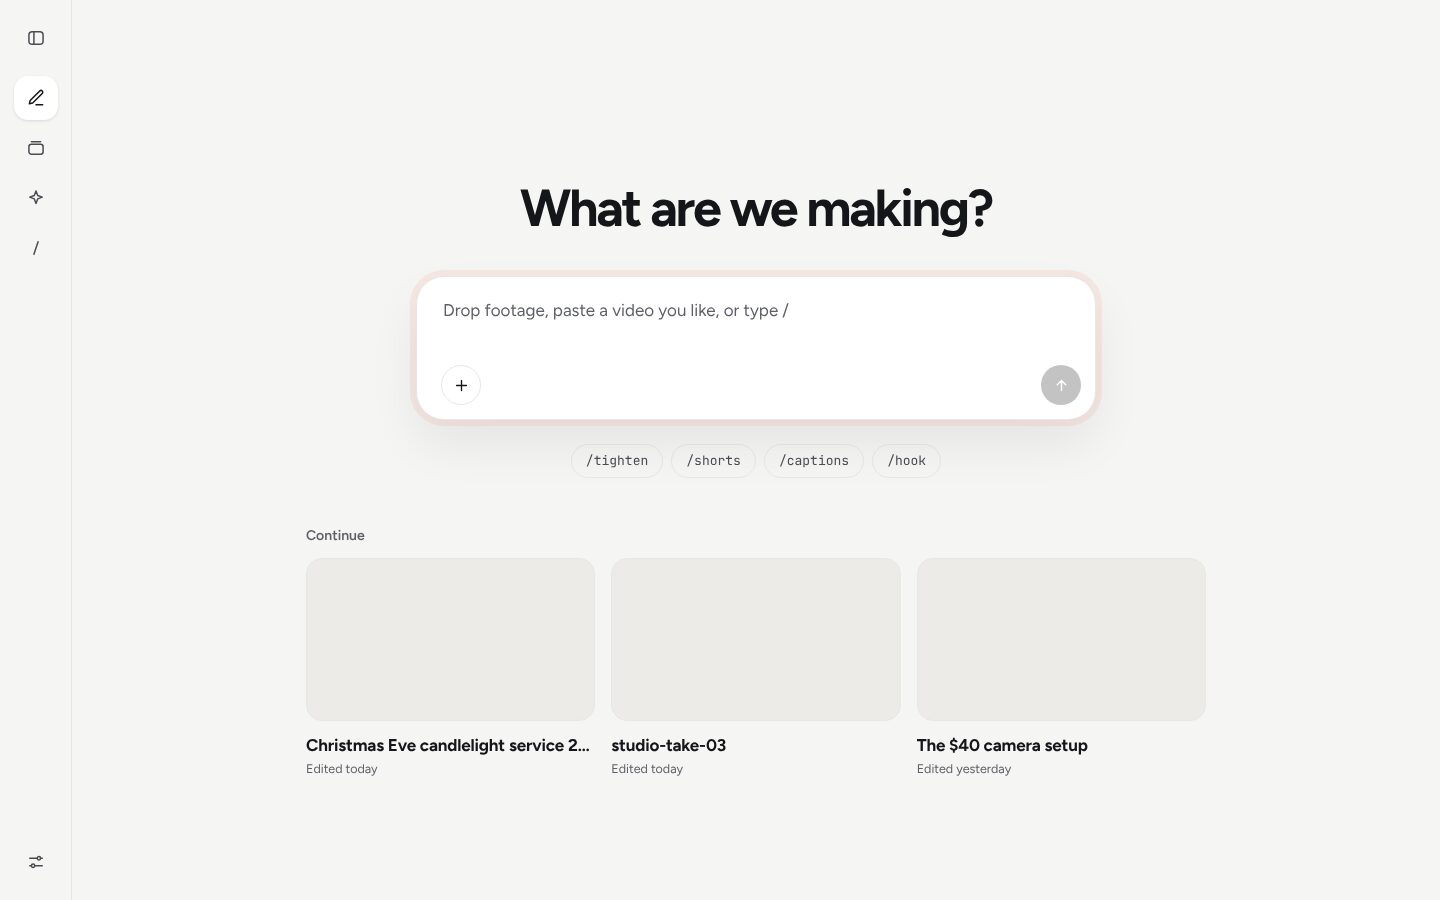 /
What are we making?
Drop footage, paste a video you like, or type /
/tighten /shorts /captions /hook
Continue
Christmas Eve candlelight service 2... studio-take-03 The $40 camera setup
Edited today Edited today Edited yesterday